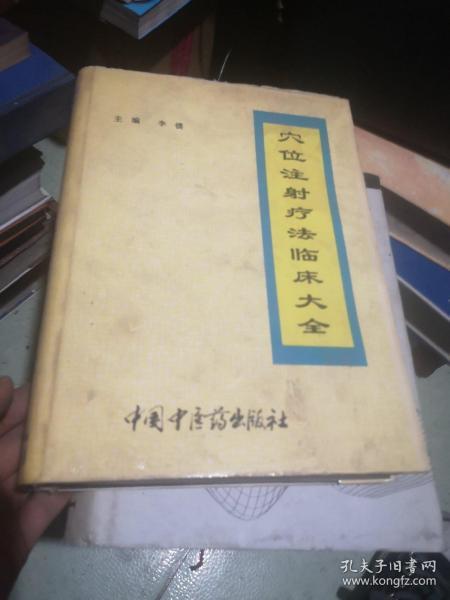 主编 李镤
穴位注射疗法临床大全
中国中医药出版社
孔夫子旧书网
www.kongfz.com